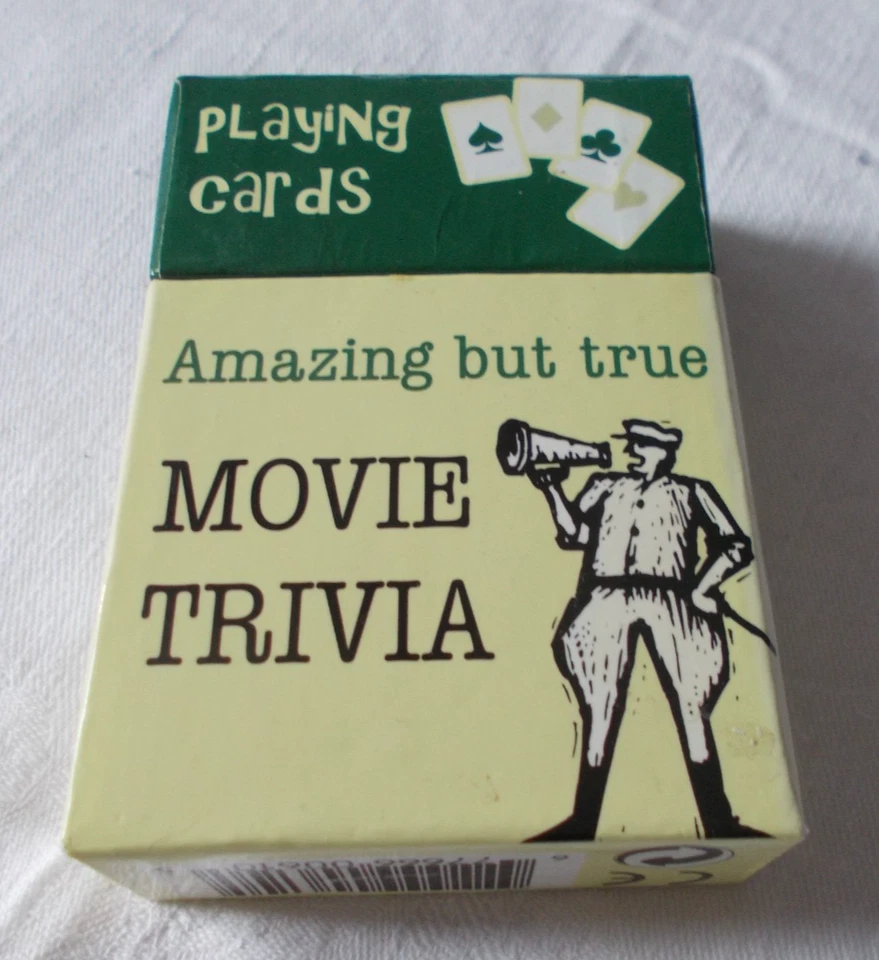 PLayiNg
cards
Amazing but true
MOVIE
TRIVIA